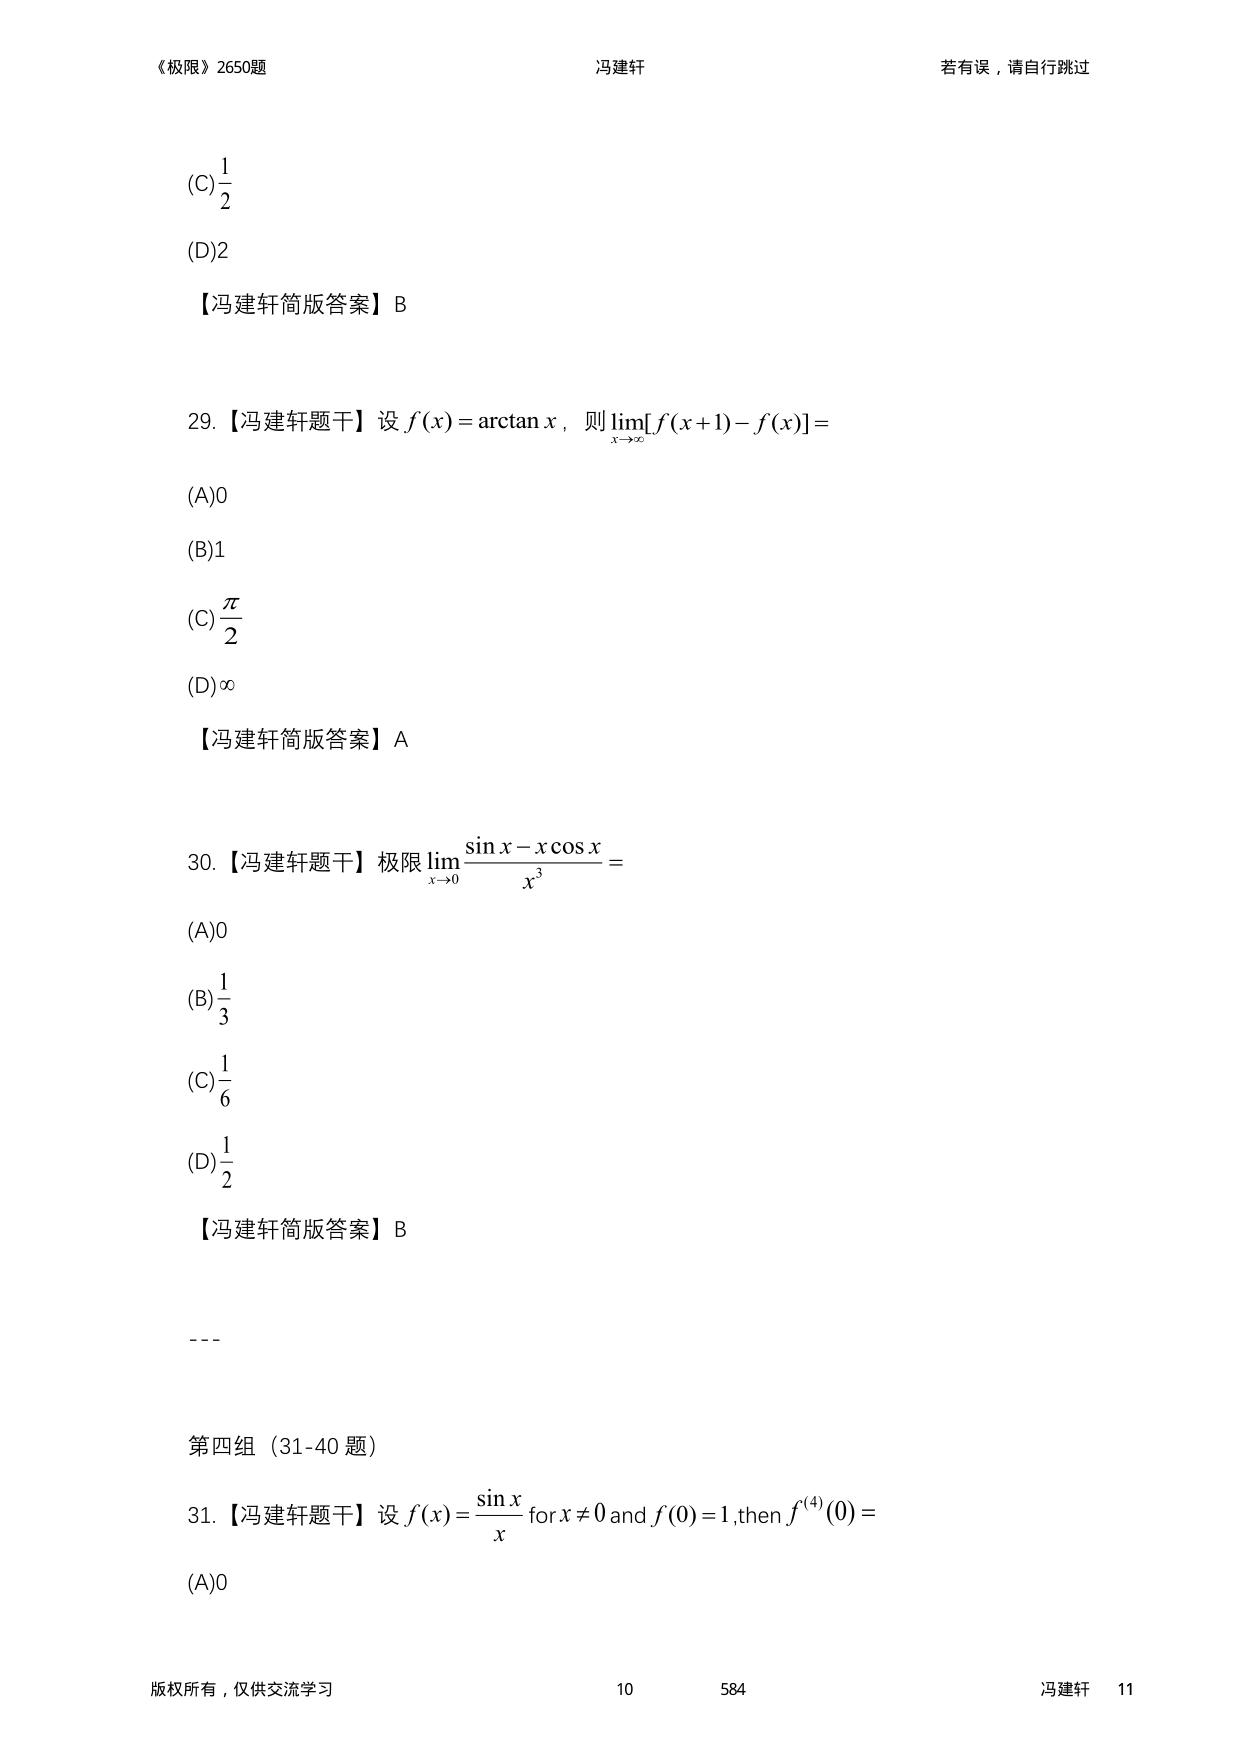 《极限》2650题 冯建轩 若有误，请自行跳过
(C) 1/2
(D)2
【冯建轩简版答案】B
29.【冯建轩题干】设 f(x) = arctan x，则 lim_{x→∞}[f(x+1) − f(x)] =
(A)0
(B)1
(C) π/2
(D)∞
【冯建轩简版答案】A
30.【冯建轩题干】极限 lim_{x→0} (sin x − x cos x)/x³ =
(A)0
(B) 1/3
(C) 1/6
(D) 1/2
【冯建轩简版答案】B
---
第四组（31-40 题）
31.【冯建轩题干】设 f(x) = sin x / x for x ≠ 0 and f(0) = 1 ,then f^{(4)}(0) =
(A)0
版权所有，仅供交流学习 10 584 冯建轩 11